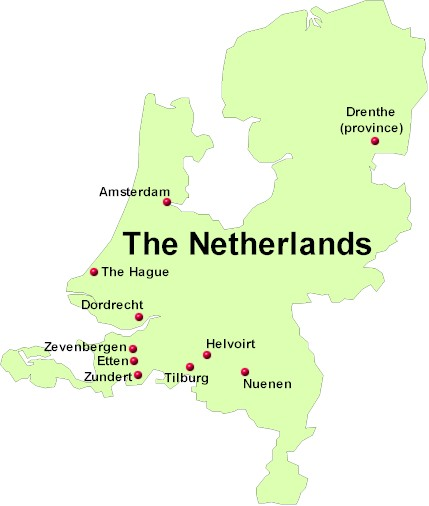 Drenthe
(province)
Amsterdam
The Netherlands
The Hague
Dordrecht
Zevenbergen
Helvoirt
Etten
Zundert
Tilburg
Nuenen